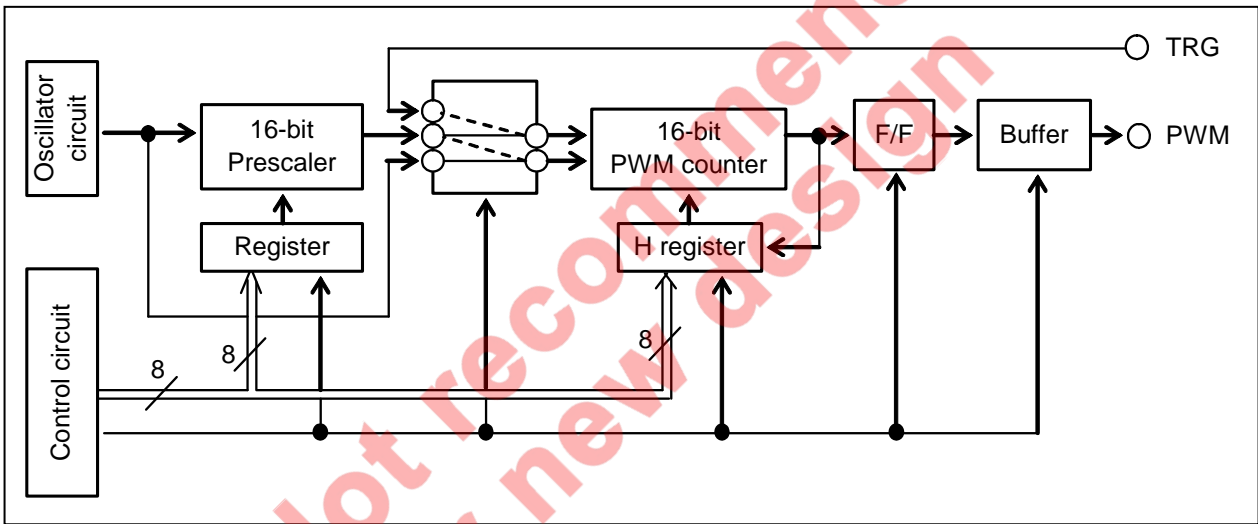 TRG
Oscillator
circuit
16-bit
Prescaler
16-bit
PWM counter
F/F
Buffer
PWM
Register
H register
Control circuit
8
8
8
Not recommend
for new design